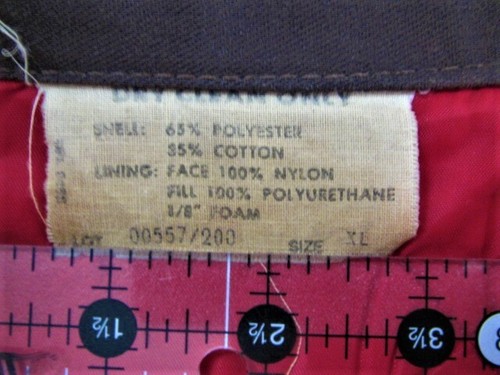 DRY CLEAN ONLY
SHELL: 65% POLYESTER
35% COTTON
LINING: FACE 100% NYLON
FILL 100% POLYURETHANE
1/8" FOAM
LOT 00557/200 SIZE XL
1½ 2½ 3½